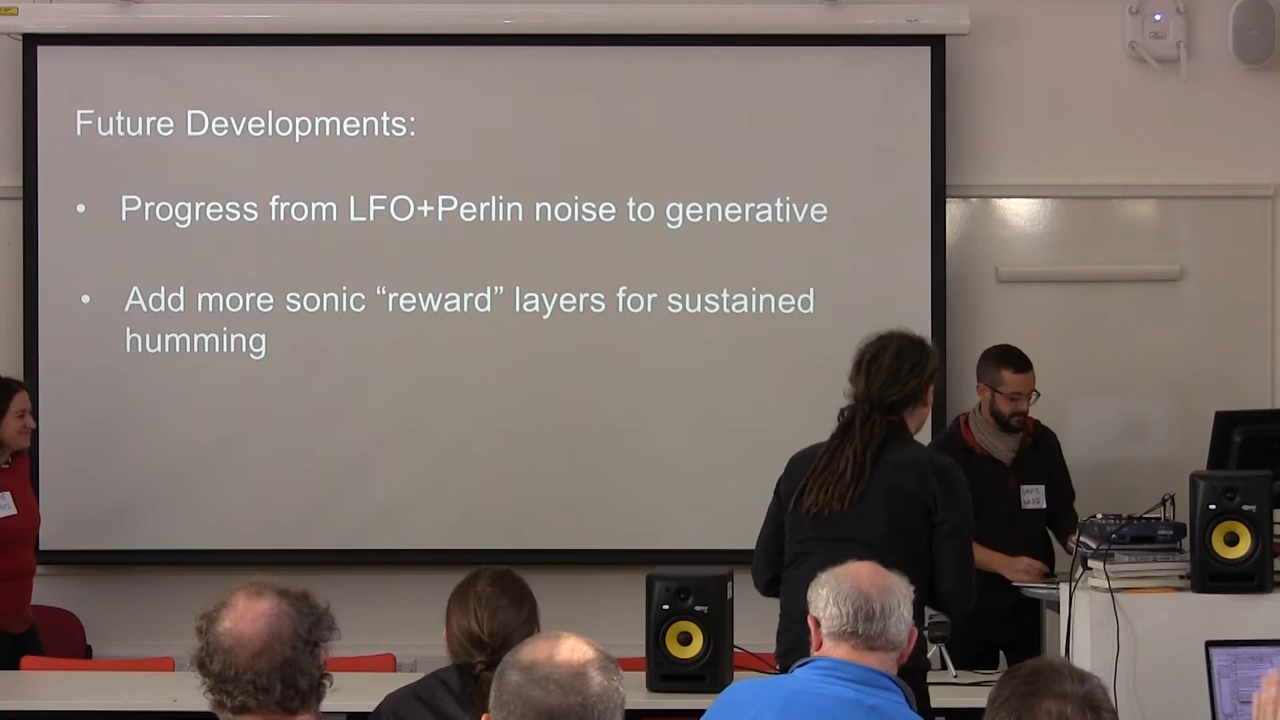 Future Developments:
• Progress from LFO+Perlin noise to generative
• Add more sonic “reward” layers for sustained
humming